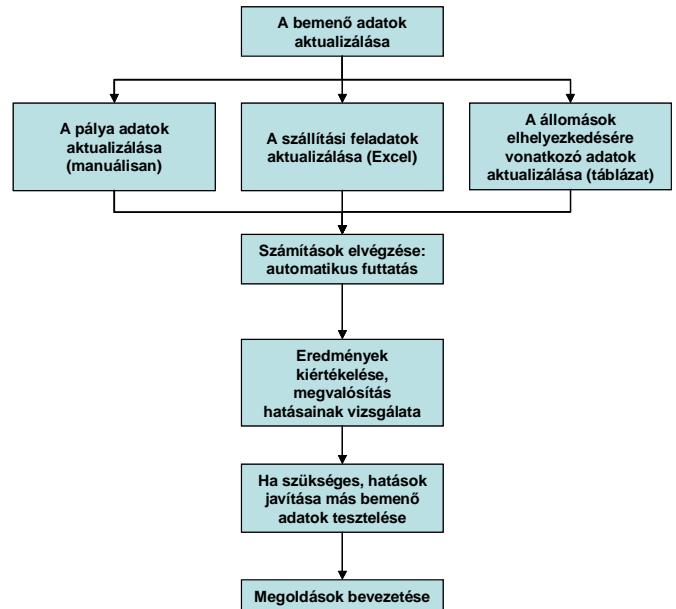 A bemenő adatok
aktualizálása
A pálya adatok
aktualizálása
(manuálisan)
A szállítási feladatok
aktualizálása (Excel)
A állomások
elhelyezkedésére
vonatkozó adatok
aktualizálása (táblázat)
Számítások elvégzése:
automatikus futtatás
Eredmények
kiértékelése,
megvalósítás
hatásainak vizsgálata
Ha szükséges, hatások
javítása más bemenő
adatok tesztelése
Megoldások bevezetése